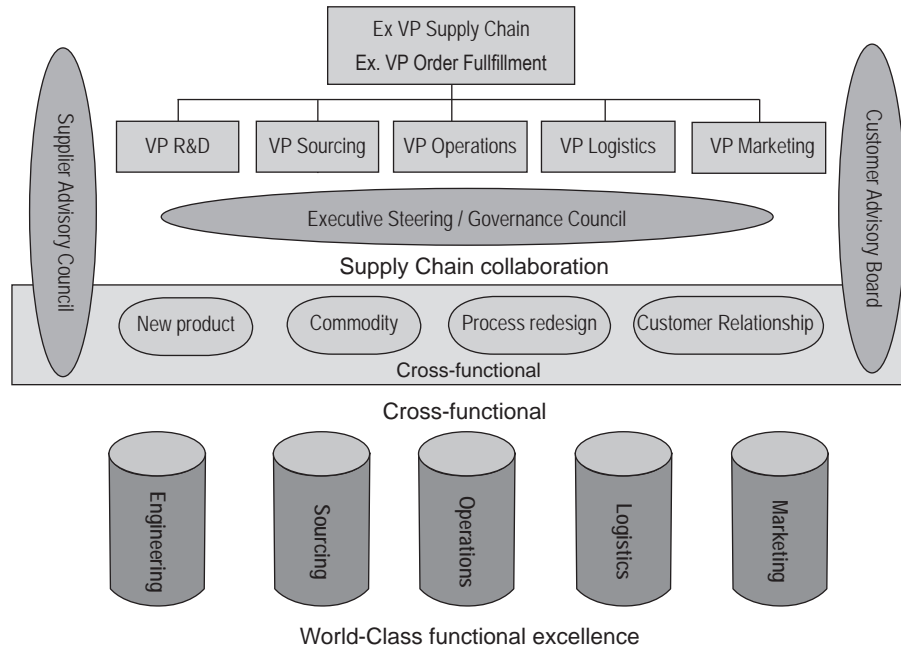 Ex VP Supply Chain
Ex. VP Order Fullfillment
Supplier Advisory Council
Customer Advisory Board
VP R&D
VP Sourcing
VP Operations
VP Logistics
VP Marketing
Executive Steering / Governance Council
Supply Chain collaboration
New product
Commodity
Process redesign
Customer Relationship
Cross-functional
Cross-functional
Engineering
Sourcing
Operations
Logistics
Marketing
World-Class functional excellence